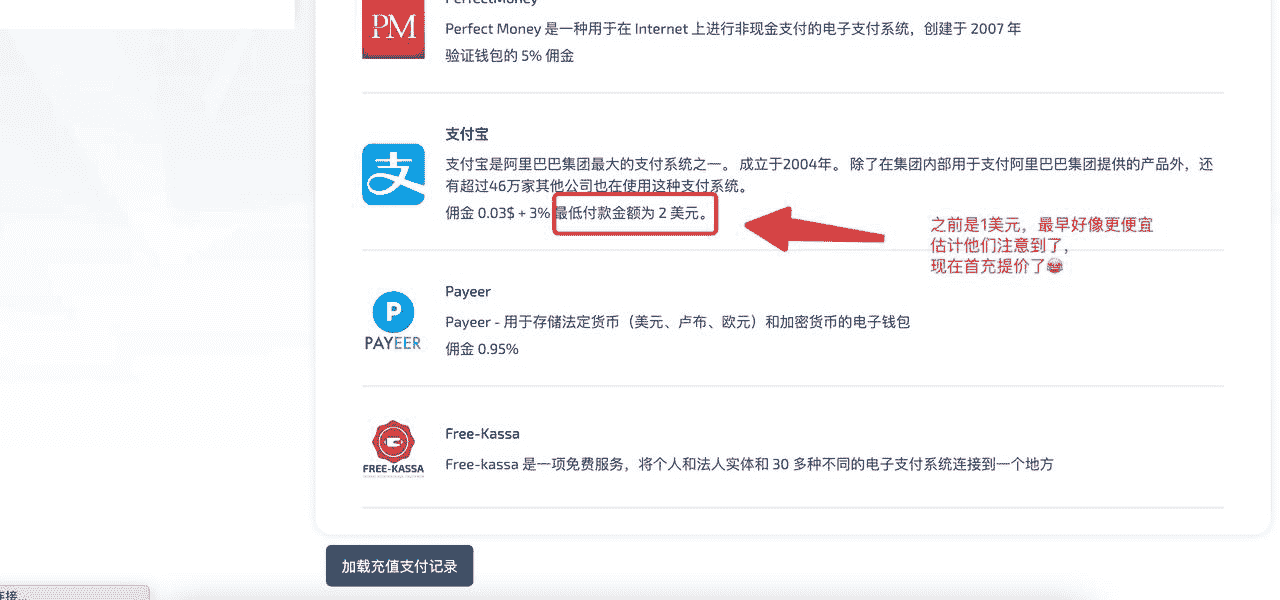 PerfectMoney
PM
Perfect Money 是一种用于在 Internet 上进行非现金支付的电子支付系统，创建于 2007 年
验证钱包的 5% 佣金
支付宝
支
支付宝是阿里巴巴集团最大的支付系统之一。 成立于2004年。 除了在集团内部用于支付阿里巴巴集团提供的产品外，还
有超过46万家其他公司也在使用这种支付系统。
佣金 0.03$ + 3% 最低付款金额为 2 美元。
之前是1美元，最早好像更便宜
估计他们注意到了，
现在首充提价了😂
Payeer
P
PAYEER
Payeer - 用于存储法定货币（美元、卢布、欧元）和加密货币的电子钱包
佣金 0.95%
Free-Kassa
FREE-KASSA
Free-kassa 是一项免费服务，将个人和法人实体和 30 多种不同的电子支付系统连接到一个地方
加载充值支付记录
连接...